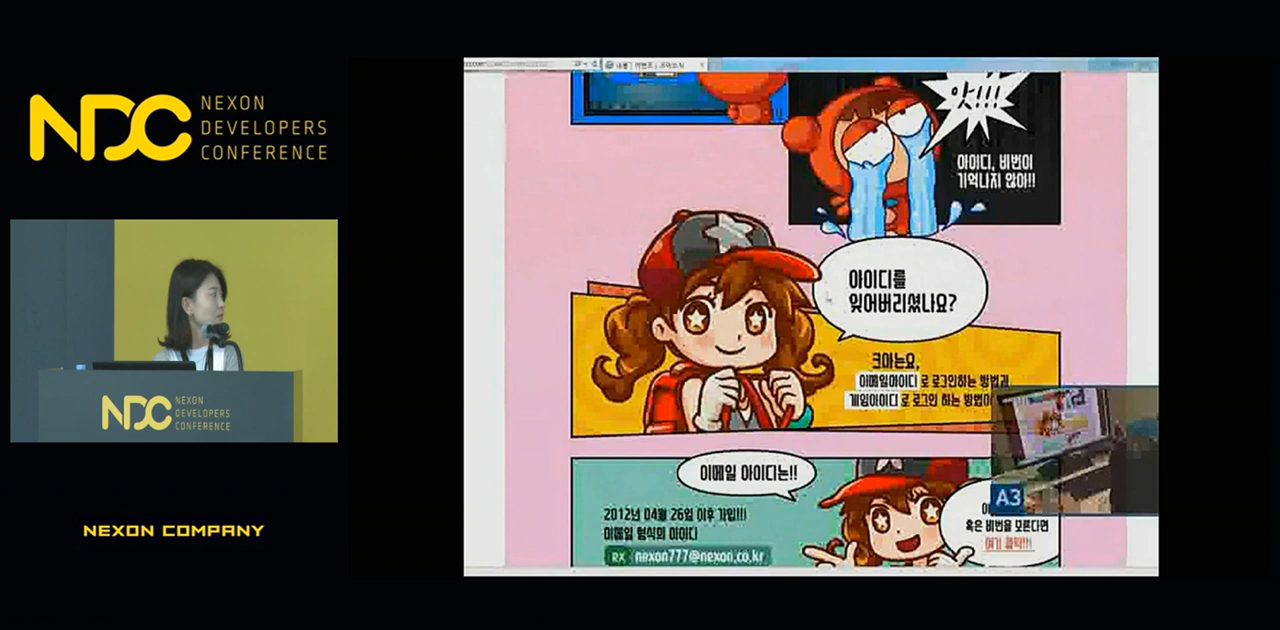 NDC
NEXON
DEVELOPERS
CONFERENCE
NDC
NEXON
DEVELOPERS
CONFERENCE
NEXON COMPANY
앗!!!
아이디, 비번이
기억나지 않아!!
아이디를
잊어버리셨나요?
크아는요,
이메일아이디 로 로그인하는 방법과
게임아이디 로 로그인 하는 방법이
이메일 아이디는!!
2012년 04월 26일 이후 가입!!!
이메일 형식의 아이디
nexon777@nexon.co.kr
A3
혹은 비번을 모른다면
여기 클릭!!!